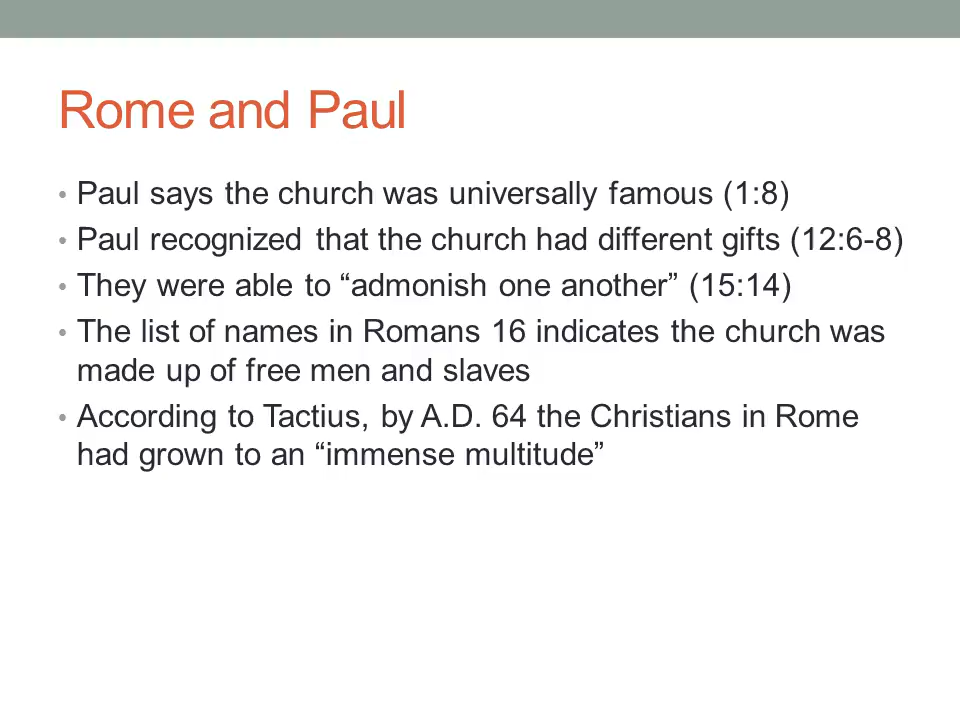 Rome and Paul
• Paul says the church was universally famous (1:8)
• Paul recognized that the church had different gifts (12:6-8)
• They were able to “admonish one another” (15:14)
• The list of names in Romans 16 indicates the church was
made up of free men and slaves
• According to Tactius, by A.D. 64 the Christians in Rome
had grown to an “immense multitude”